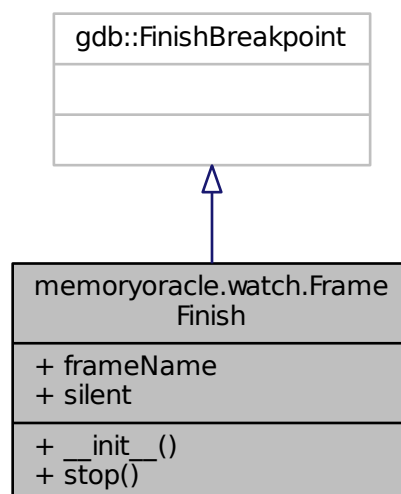 gdb::FinishBreakpoint
memoryoracle.watch.Frame
Finish
+ frameName
+ silent
+ __init__()
+ stop()